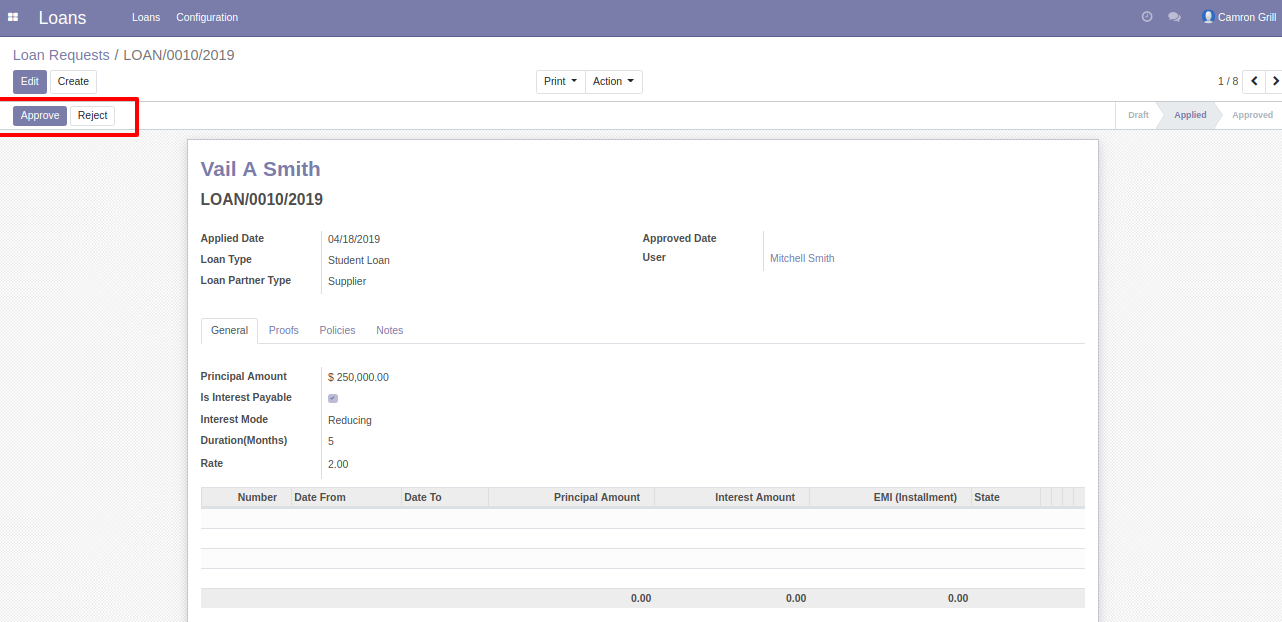 Loans Loans Configuration Camron Grill
Loan Requests / LOAN/0010/2019
Edit Create Print Action 1 / 8
Approve Reject Draft Applied Approved
Vail A Smith
LOAN/0010/2019
Applied Date 04/18/2019 Approved Date
Loan Type Student Loan User Mitchell Smith
Loan Partner Type Supplier
General Proofs Policies Notes
Principal Amount $ 250,000.00
Is Interest Payable
Interest Mode Reducing
Duration(Months) 5
Rate 2.00
Number Date From Date To Principal Amount Interest Amount EMI (Installment) State
0.00 0.00 0.00